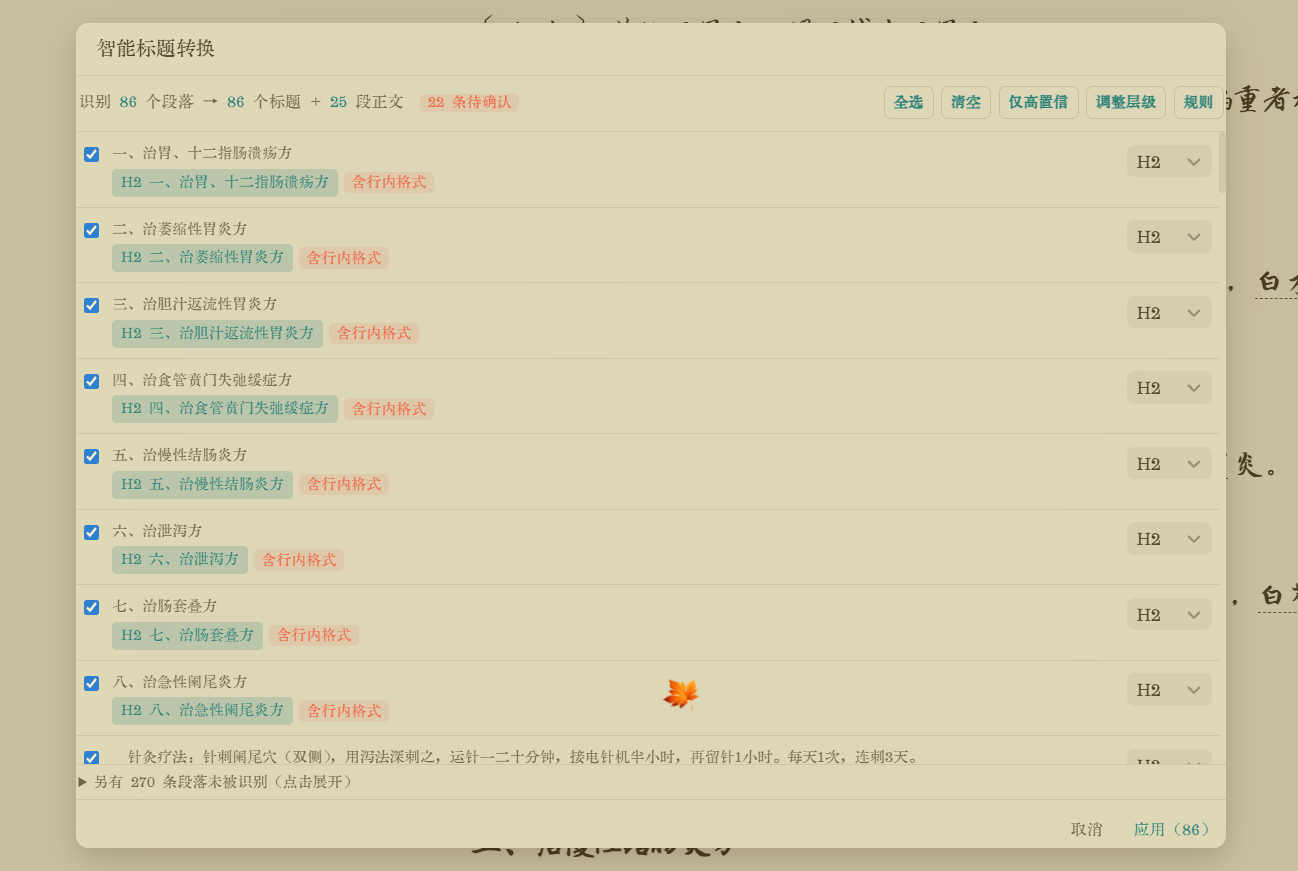 智能标题转换
识别 86 个段落 → 86 个标题 + 25 段正文 22 条待确认 全选 清空 仅高置信 调整层级 规则
重者
一、治胃、十二指肠溃疡方 H2
H2 一、治胃、十二指肠溃疡方 含行内格式
二、治萎缩性胃炎方 H2
H2 二、治萎缩性胃炎方 含行内格式
，白
三、治胆汁返流性胃炎方 H2
H2 三、治胆汁返流性胃炎方 含行内格式
四、治食管贲门失弛缓症方 H2
H2 四、治食管贲门失弛缓症方 含行内格式
五、治慢性结肠炎方 H2
H2 五、治慢性结肠炎方 含行内格式
炎。
六、治泄泻方 H2
H2 六、治泄泻方 含行内格式
七、治肠套叠方 H2
H2 七、治肠套叠方 含行内格式
，白
八、治急性阑尾炎方 H2
H2 八、治急性阑尾炎方 含行内格式
针灸疗法：针刺阑尾穴（双侧），用泻法深刺之，运针一二十分钟，接电针机半小时，再留针1小时。每天1次，连刺3天。 H2
▶ 另有 270 条段落未被识别（点击展开）
取消 应用（86）